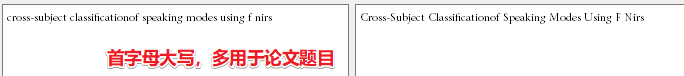 cross-subject classificationof speaking modes using f nirs
Cross-Subject Classificationof Speaking Modes Using F Nirs
首字母大写，多用于论文题目